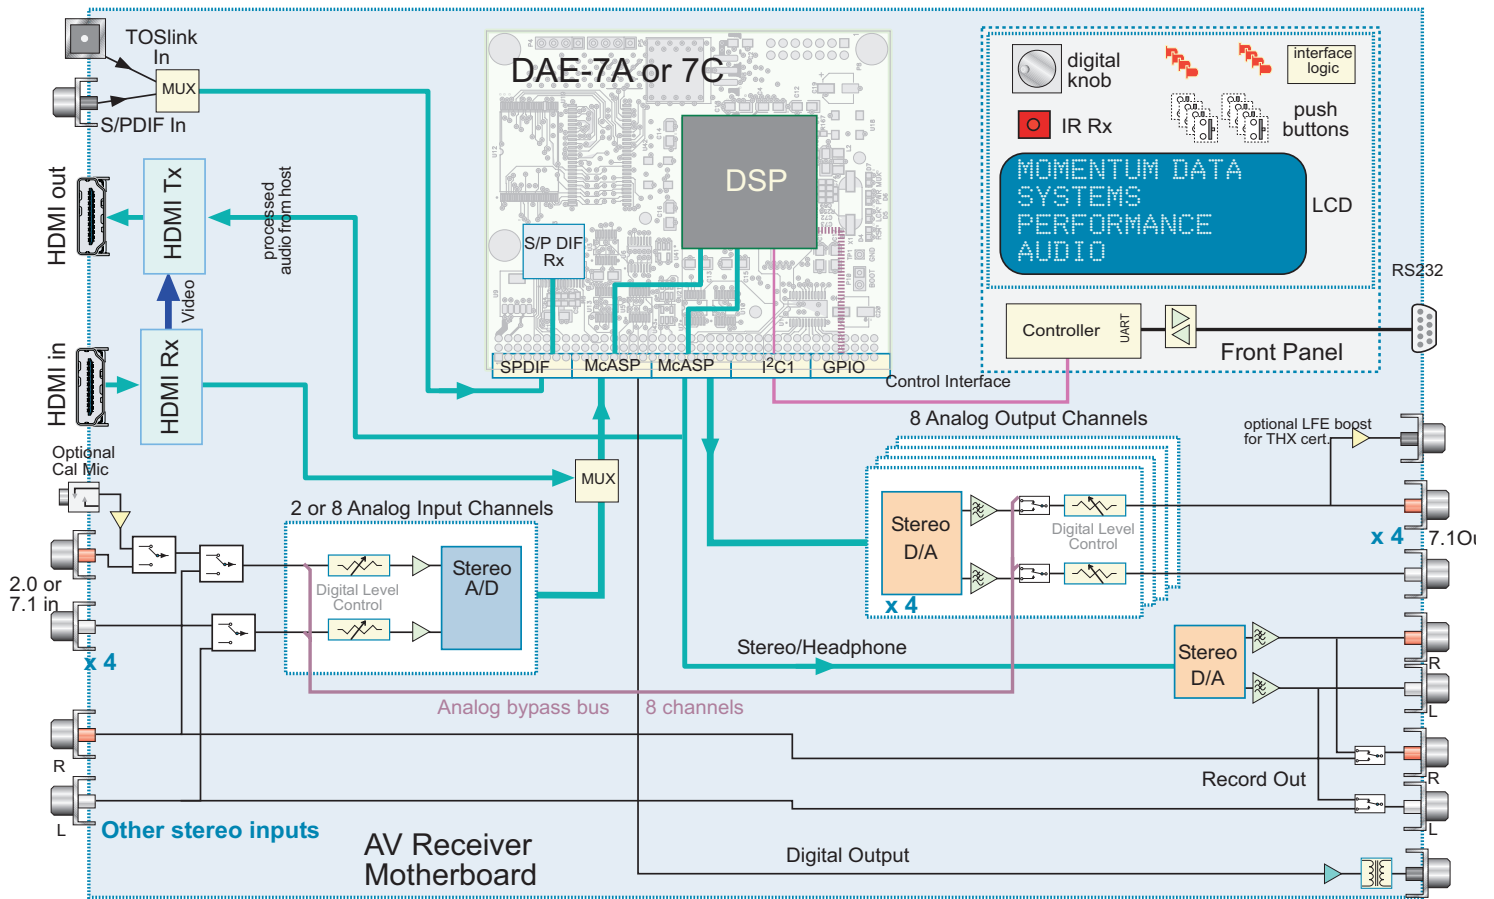 TOSlink
In
MUX
S/PDIF In
DAE-7A or 7C
DSP
S/P DIF
Rx
digital
knob
IR Rx
interface
logic
push
buttons
MOMENTUM DATA
SYSTEMS
PERFORMANCE
AUDIO
LCD
RS232
Controller
UART
Front Panel
HDMI out
HDMI Tx
processed
audio from host
Video
HDMI in
HDMI Rx
SPDIF
McASP
McASP
I²C1
GPIO
Control Interface
8 Analog Output Channels
optional LFE boost
for THX cert.
Optional
Cal Mic
MUX
2 or 8 Analog Input Channels
Stereo
D/A
Digital Level
Control
x 4
x 4
7.1Ou
2.0 or
7.1 in
x 4
Digital Level
Control
Stereo
A/D
Stereo/Headphone
Stereo
D/A
R
L
Analog bypass bus
8 channels
R
L
Record Out
R
L
Other stereo inputs
AV Receiver
Motherboard
Digital Output